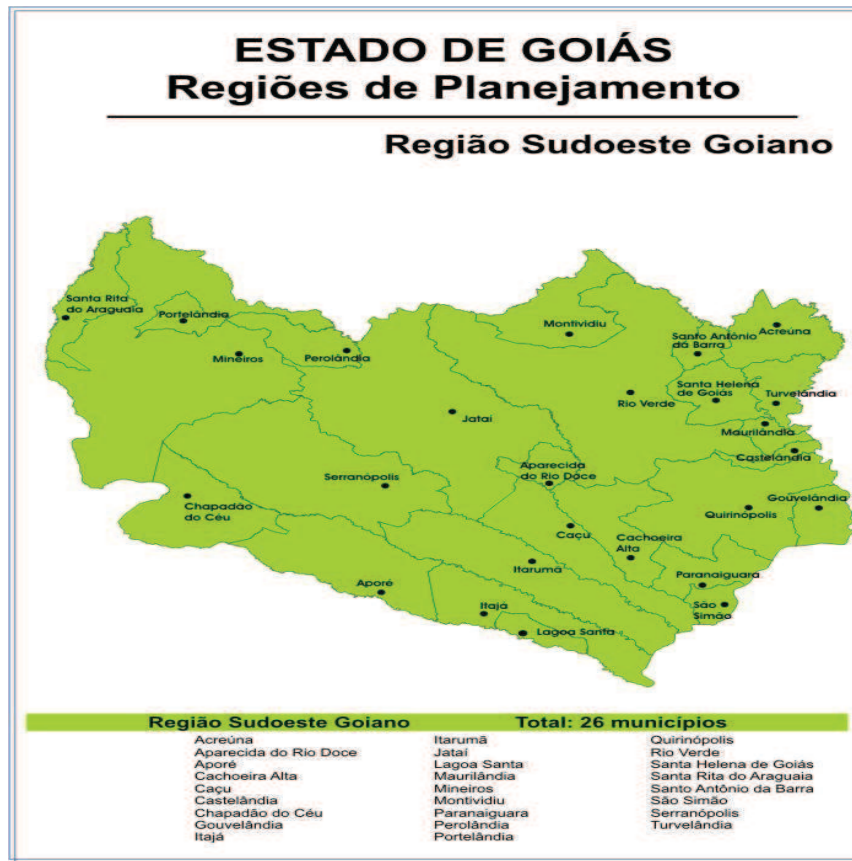 ESTADO DE GOIÁS
Regiões de Planejamento
Região Sudoeste Goiano
Santa Rita
do Araguaia
Portelândia
Mineiros
Perolândia
Montividiu
Santo Antônio
da Barra
Acreúna
Santa Helena
de Goiás
Turvelândia
Rio Verde
Jataí
Maurilândia
Castelândia
Aparecida
do Rio Doce
Serranópolis
Chapadão
do Céu
Gouvelândia
Quirinópolis
Caçu
Cachoeira
Alta
Itarumã
Paranaiguara
Aporé
Itajá
São
Simão
Lagoa Santa
Região Sudoeste Goiano Total: 26 municípios
Acreúna Itarumã Quirinópolis
Aparecida do Rio Doce Jataí Rio Verde
Aporé Lagoa Santa Santa Helena de Goiás
Cachoeira Alta Maurilândia Santa Rita do Araguaia
Caçu Mineiros Santo Antônio da Barra
Castelândia Montividiu São Simão
Chapadão do Céu Paranaiguara Serranópolis
Gouvelândia Perolândia Turvelândia
Itajá Portelândia